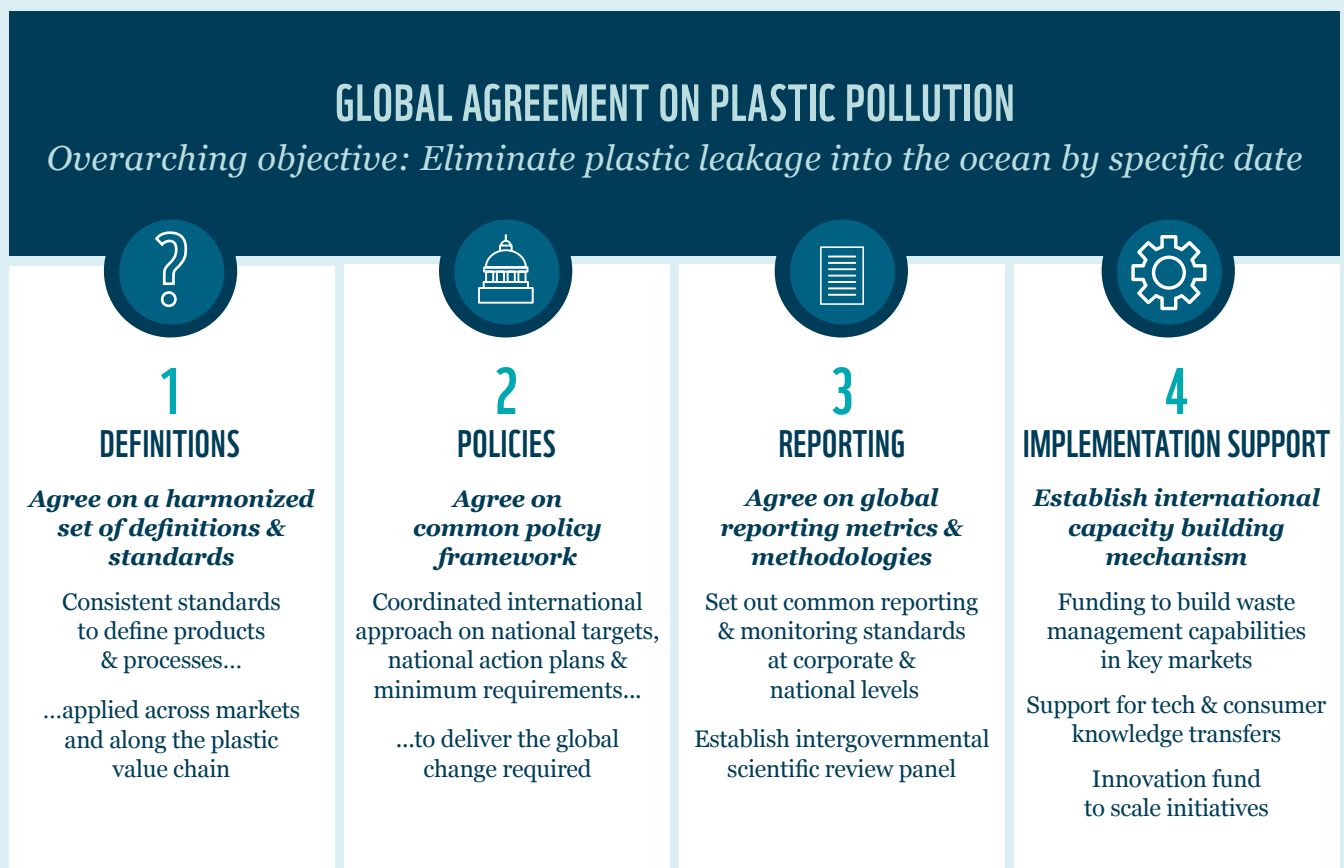 GLOBAL AGREEMENT ON PLASTIC POLLUTION
Overarching objective: Eliminate plastic leakage into the ocean by specific date
?
1
DEFINITIONS
Agree on a harmonized
set of definitions &
standards
Consistent standards
to define products
& processes...
...applied across markets
and along the plastic
value chain
2
POLICIES
Agree on
common policy
framework
Coordinated international
approach on national targets,
national action plans &
minimum requirements...
...to deliver the global
change required
3
REPORTING
Agree on global
reporting metrics &
methodologies
Set out common reporting
& monitoring standards
at corporate &
national levels
Establish intergovernmental
scientific review panel
4
IMPLEMENTATION SUPPORT
Establish international
capacity building
mechanism
Funding to build waste
management capabilities
in key markets
Support for tech & consumer
knowledge transfers
Innovation fund
to scale initiatives